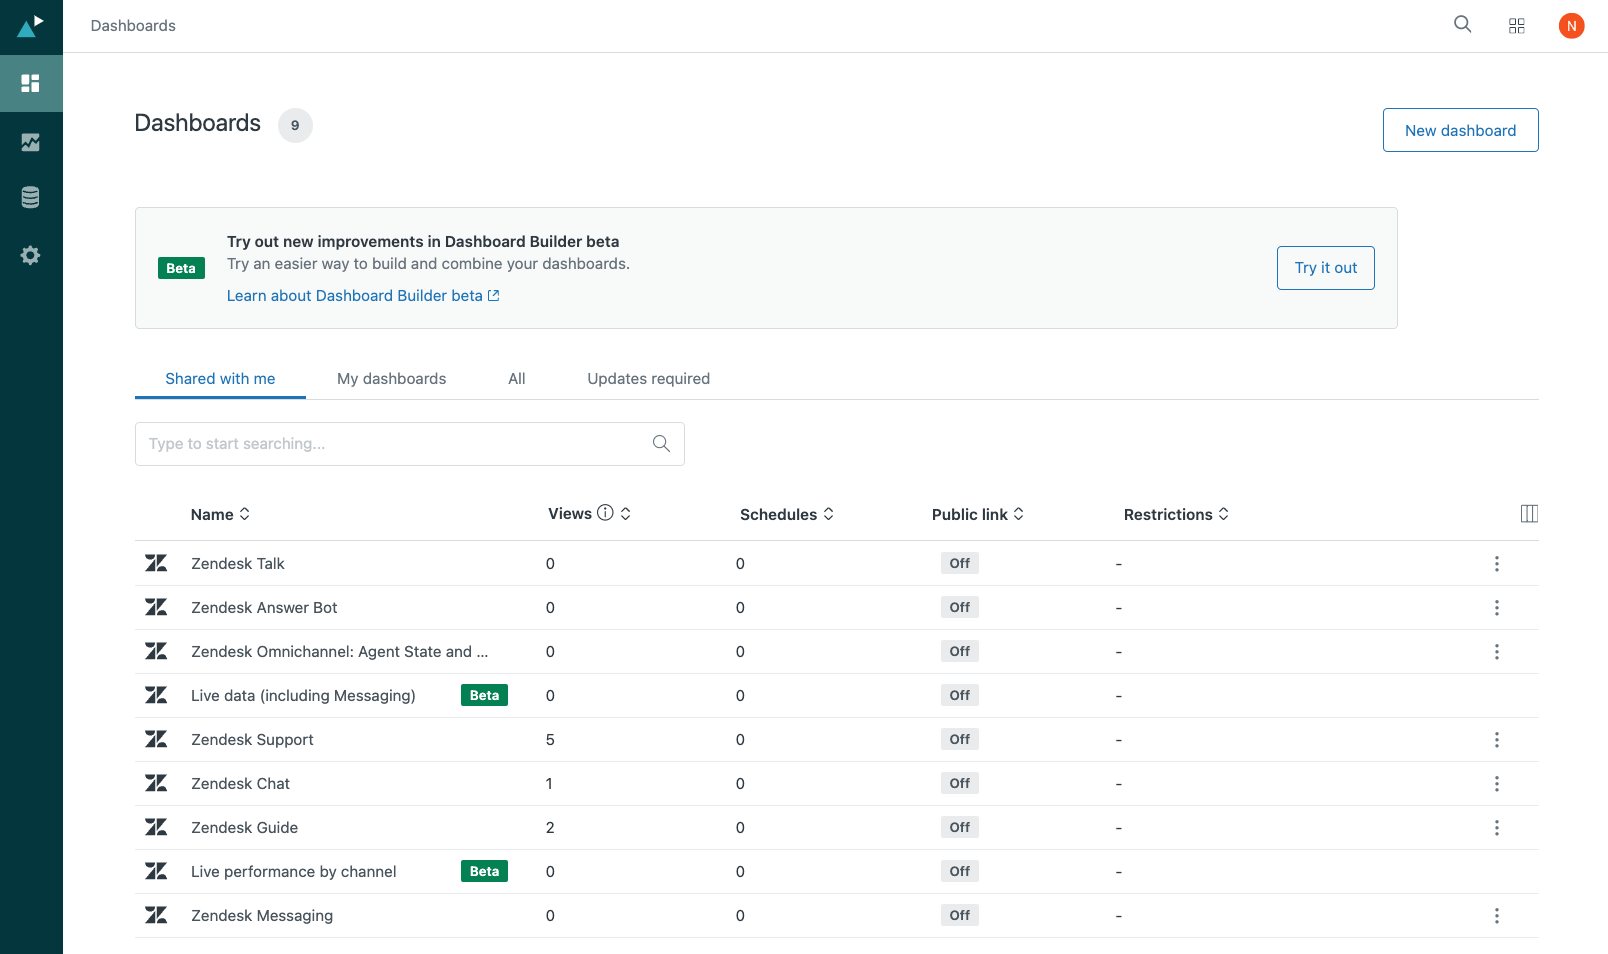 Dashboards
N
Dashboards 9
New dashboard
Try out new improvements in Dashboard Builder beta
Beta
Try an easier way to build and combine your dashboards.
Try it out
Learn about Dashboard Builder beta
Shared with me My dashboards All Updates required
Type to start searching...
Name Views Schedules Public link Restrictions
Zendesk Talk 0 0 Off -
Zendesk Answer Bot 0 0 Off -
Zendesk Omnichannel: Agent State and ... 0 0 Off -
Live data (including Messaging) Beta 0 0 Off -
Zendesk Support 5 0 Off -
Zendesk Chat 1 0 Off -
Zendesk Guide 2 0 Off -
Live performance by channel Beta 0 0 Off -
Zendesk Messaging 0 0 Off -